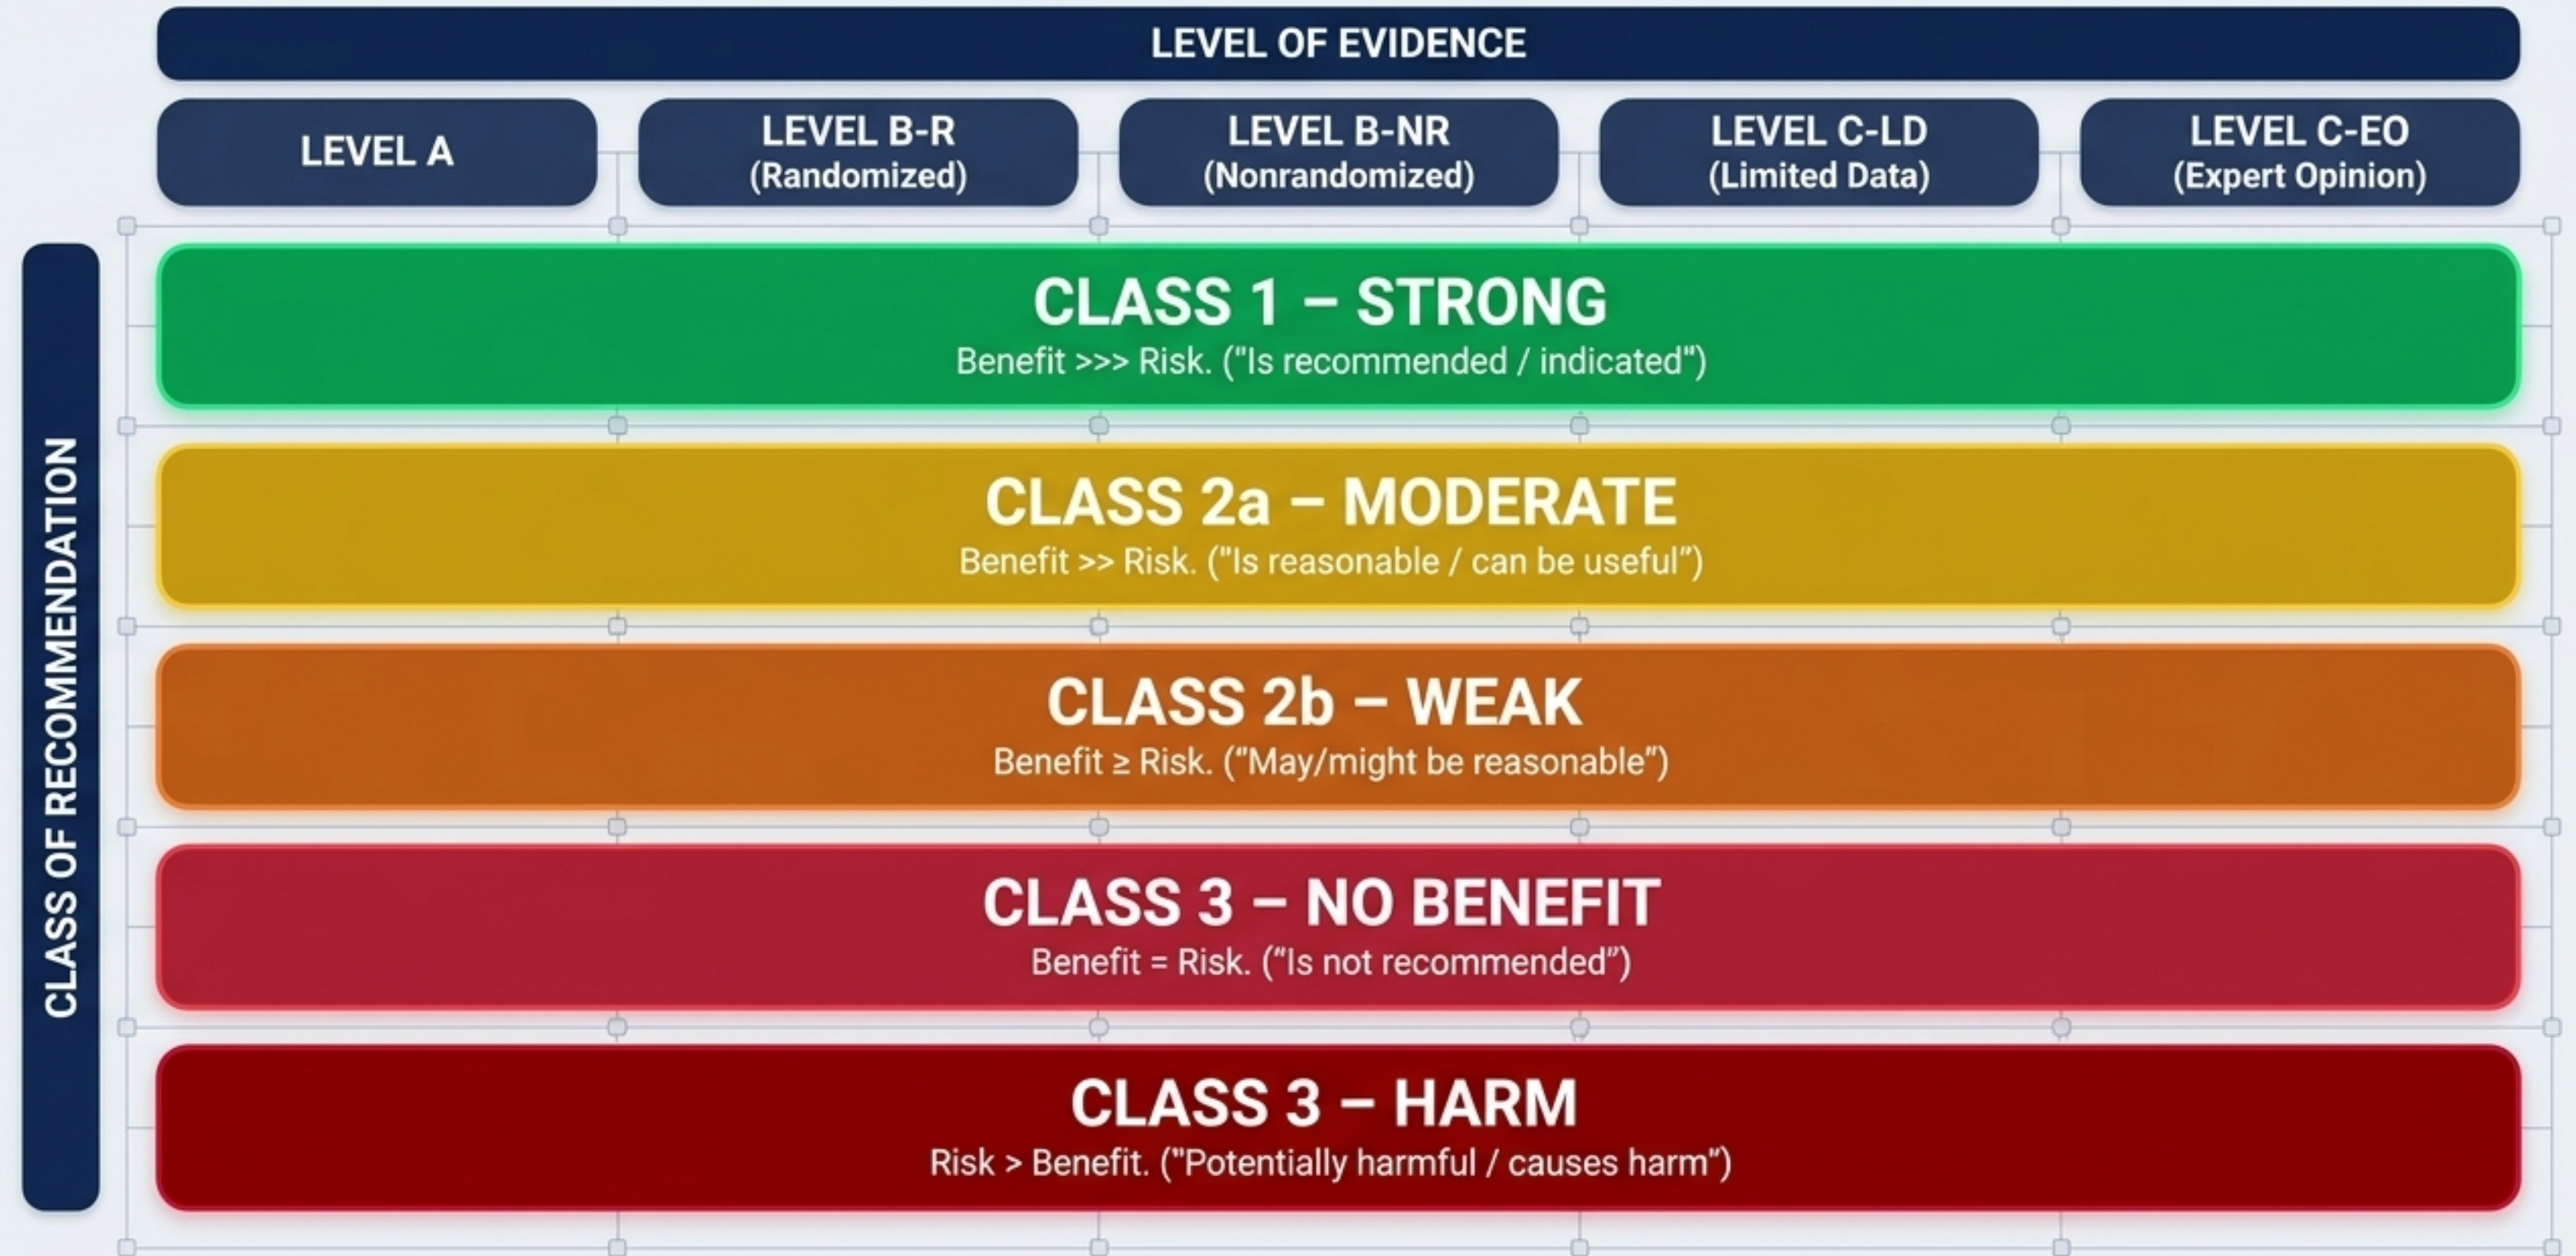 LEVEL OF EVIDENCE
LEVEL A
LEVEL B-R
(Randomized)
LEVEL B-NR
(Nonrandomized)
LEVEL C-LD
(Limited Data)
LEVEL C-EO
(Expert Opinion)
CLASS OF RECOMMENDATION
CLASS 1 – STRONG
Benefit >>> Risk. ("Is recommended / indicated")
CLASS 2a – MODERATE
Benefit >> Risk. ("Is reasonable / can be useful")
CLASS 2b – WEAK
Benefit ≥ Risk. ("May/might be reasonable")
CLASS 3 – NO BENEFIT
Benefit = Risk. ("Is not recommended")
CLASS 3 – HARM
Risk > Benefit. ("Potentially harmful / causes harm")